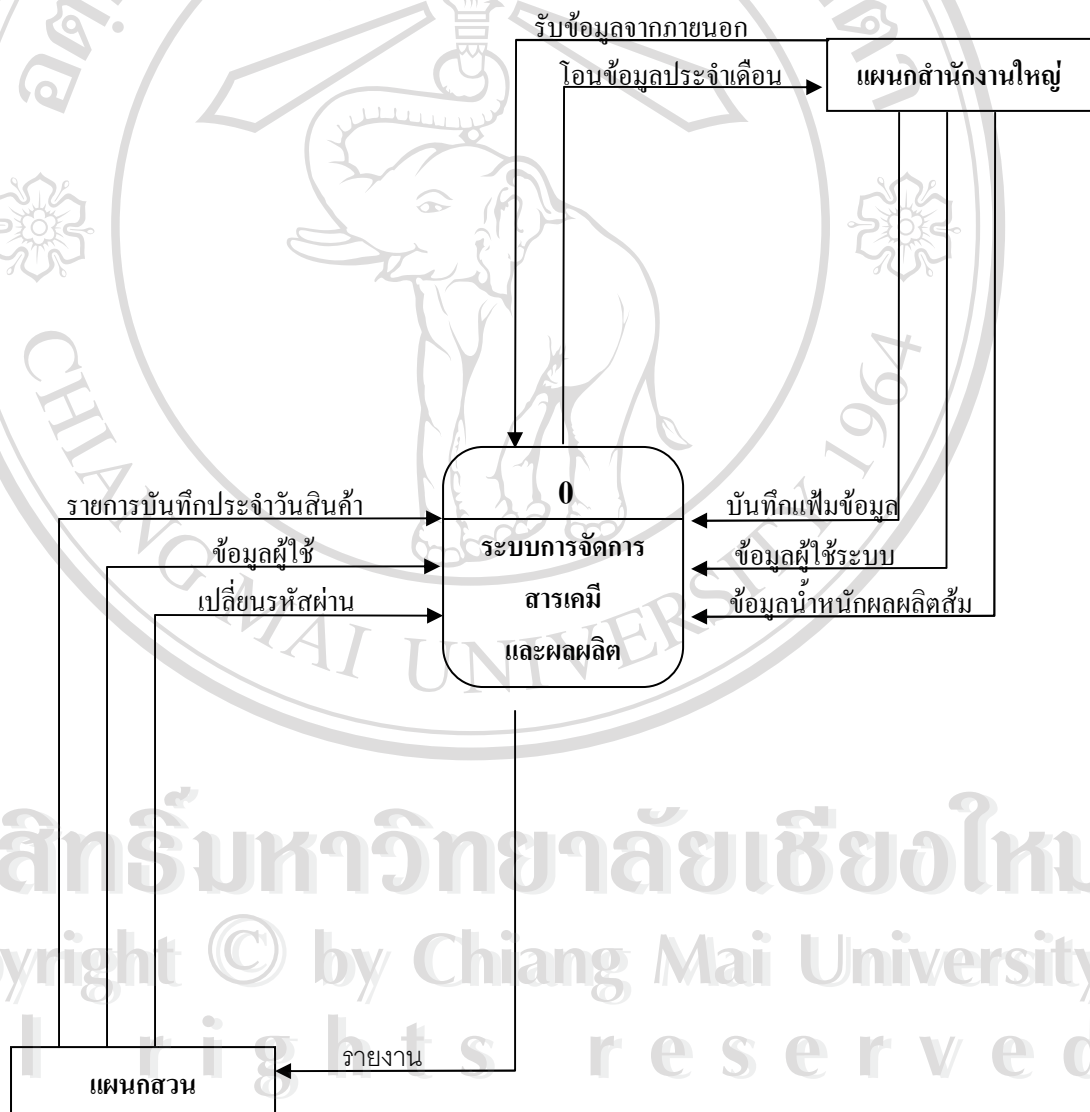 รับข้อมูลจากภายนอก
โอนข้อมูลประจำเดือน
แผนกสำนักงานใหญ่
0
ระบบการจัดการ
สารเคมี
และผลผลิต
รายการบันทึกประจำวันสินค้า
ข้อมูลผู้ใช้
เปลี่ยนรหัสผ่าน
บันทึกแฟ้มข้อมูล
ข้อมูลผู้ใช้ระบบ
ข้อมูลน้ำหนักผลผลิตส้ม
CHIANG MAI UNIVERSITY 1964
สิทธิ์มหาวิทยาลัยเชียงใหม
yright © by Chiang Mai University
l rights reserved
รายงาน
แผนกสวน